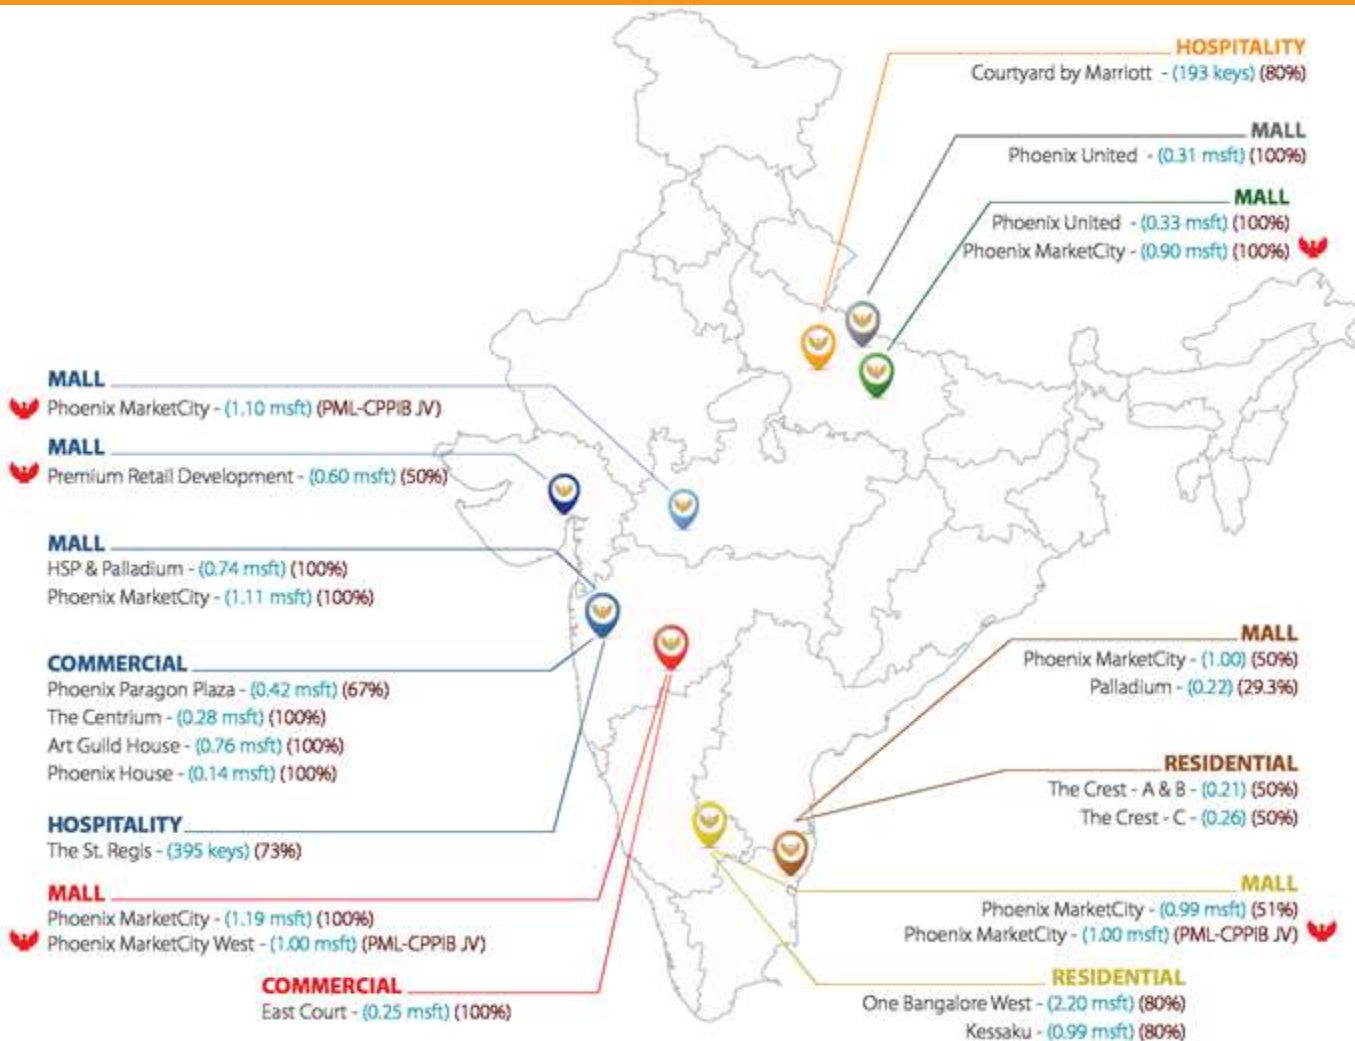 HOSPITALITY
Courtyard by Marriott - (193 keys) (80%)
MALL
Phoenix United - (0.31 msft) (100%)
MALL
Phoenix United - (0.33 msft) (100%)
Phoenix MarketCity - (0.90 msft) (100%)
MALL
Phoenix MarketCity - (1.10 msft) (PML-CPPIB JV)
MALL
Premium Retail Development - (0.60 msft) (50%)
MALL
HSP & Palladium - (0.74 msft) (100%)
Phoenix MarketCity - (1.11 msft) (100%)
COMMERCIAL
Phoenix Paragon Plaza - (0.42 msft) (67%)
The Centrium - (0.28 msft) (100%)
Art Guild House - (0.76 msft) (100%)
Phoenix House - (0.14 msft) (100%)
HOSPITALITY
The St. Regis - (395 keys) (73%)
MALL
Phoenix MarketCity - (1.19 msft) (100%)
Phoenix MarketCity West - (1.00 msft) (PML-CPPIB JV)
COMMERCIAL
East Court - (0.25 msft) (100%)
MALL
Phoenix MarketCity - (1.00) (50%)
Palladium - (0.22) (29.3%)
RESIDENTIAL
The Crest - A & B - (0.21) (50%)
The Crest - C - (0.26) (50%)
MALL
Phoenix MarketCity - (0.99 msft) (51%)
Phoenix MarketCity - (1.00 msft) (PML-CPPIB JV)
RESIDENTIAL
One Bangalore West - (2.20 msft) (80%)
Kessaku - (0.99 msft) (80%)